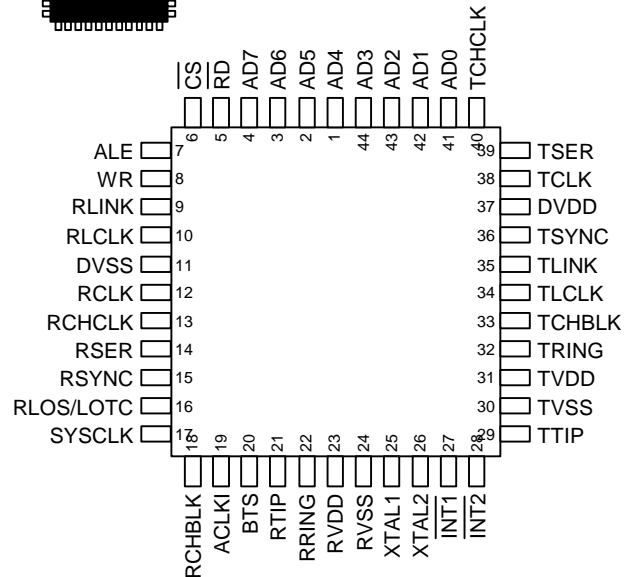 CS RD AD7 AD6 AD5 AD4 AD3 AD2 AD1 AD0 TCHCLK
6 5 4 3 2 1 44 43 42 41 40
ALE 7 39 TSER
WR 8 38 TCLK
RLINK 9 37 DVDD
RLCLK 10 36 TSYNC
DVSS 11 35 TLINK
RCLK 12 34 TLCLK
RCHCLK 13 33 TCHBLK
RSER 14 32 TRING
RSYNC 15 31 TVDD
RLOS/LOTC 16 30 TVSS
SYSCLK 17 29 TTIP
18 19 20 21 22 23 24 25 26 27 28
RCHBLK ACLKI BTS RTIP RRING RVDD RVSS XTAL1 XTAL2 INT1 INT2